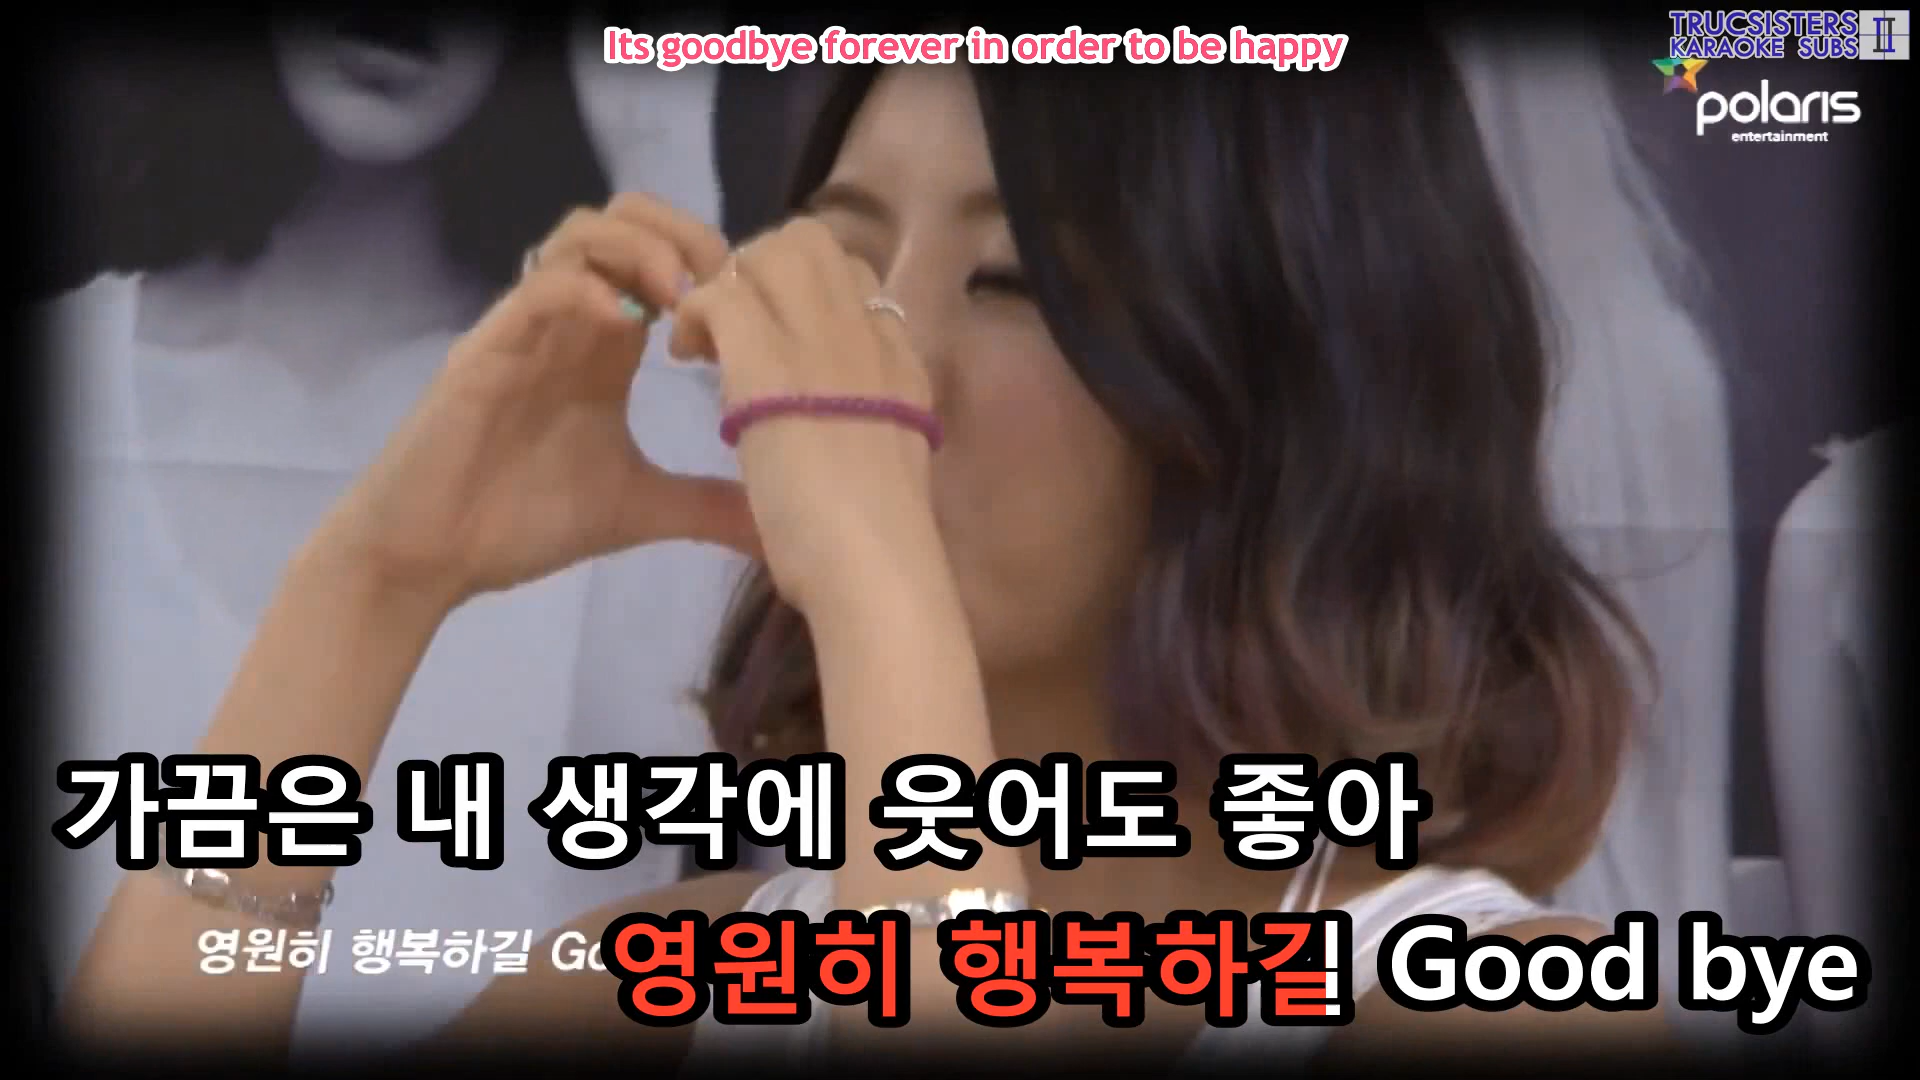 Its goodbye forever in order to be happy
TRUCSISTERS
KARAOKE SUBS
polaris
entertainment
가끔은 내 생각에 웃어도 좋아
영원히 행복하길 Go
영원히 행복하길! Good bye